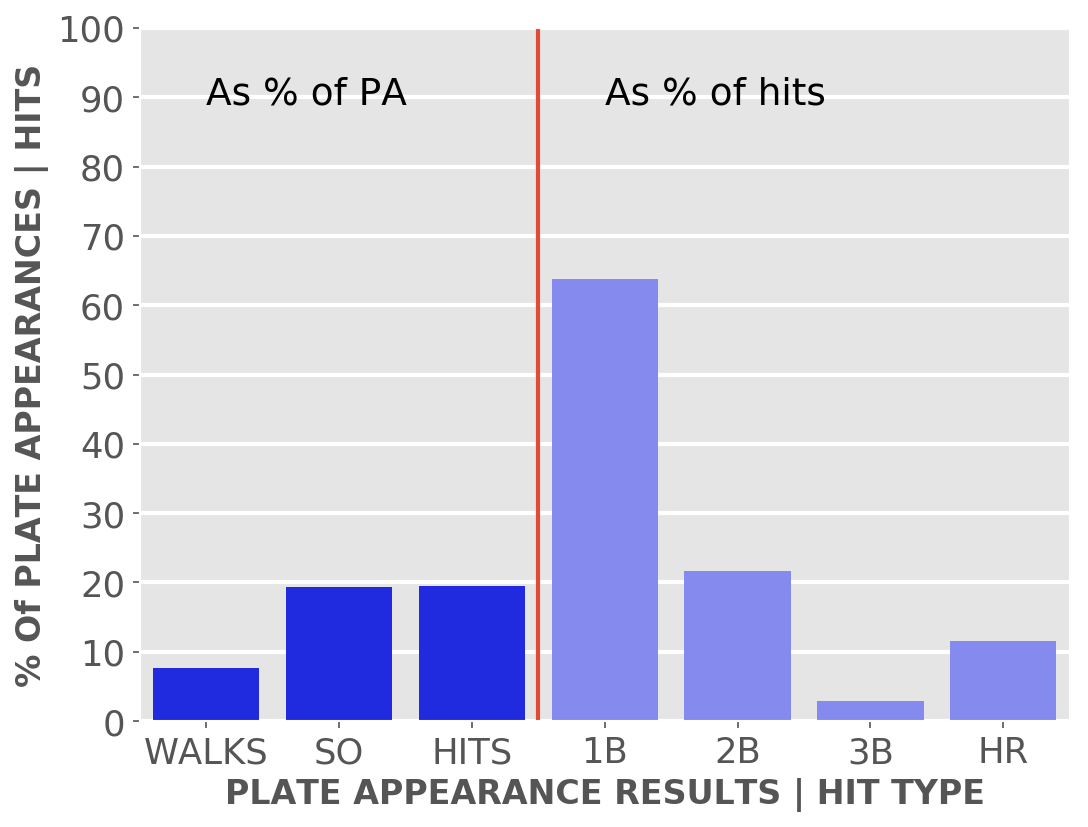 100
90
80
70
60
50
40
30
20
10
0
% Of PLATE APPEARANCES | HITS
As % of PA
As % of hits
WALKS SO HITS 1B 2B 3B HR
PLATE APPEARANCE RESULTS | HIT TYPE